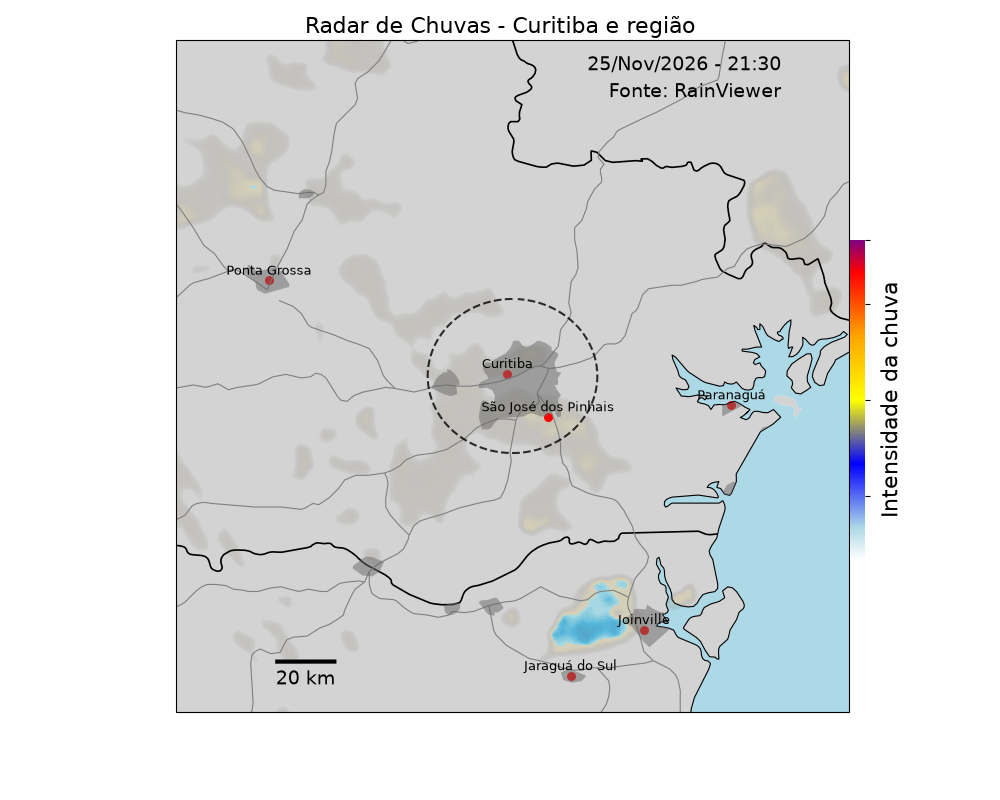 Radar de Chuvas - Curitiba e região
25/Nov/2026 - 21:30
Fonte: RainViewer
Ponta Grossa
Curitiba
São José dos Pinhais
Paranaguá
Intensidade da chuva
Joinville
Jaraguá do Sul
20 km